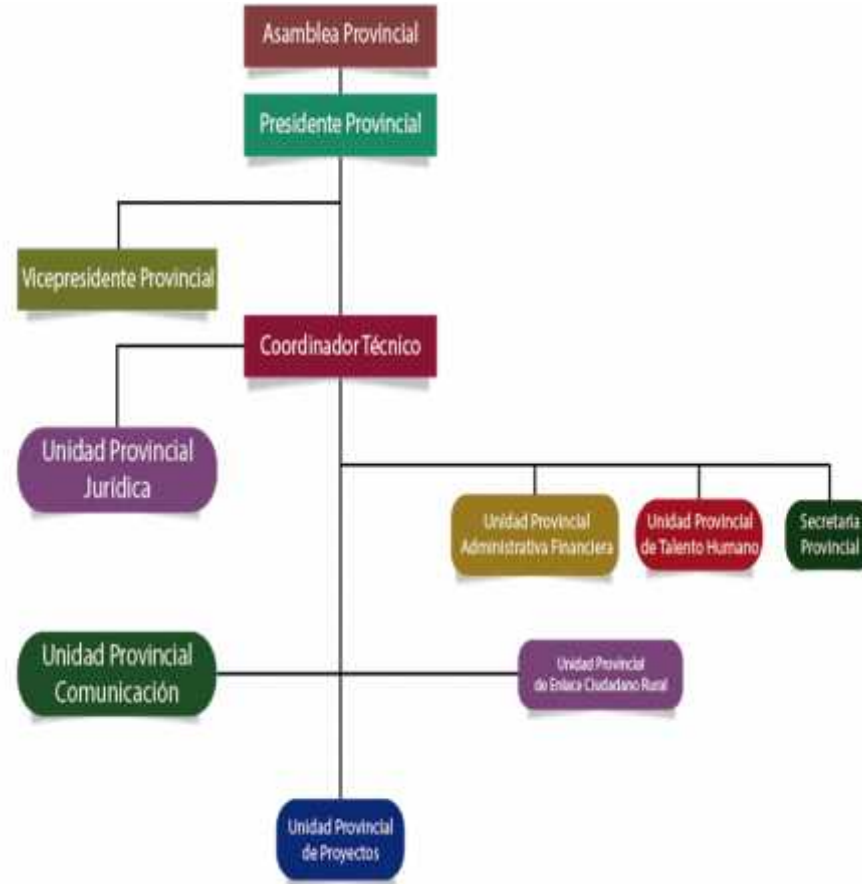 Asamblea Provincial
Presidente Provincial
Vicepresidente Provincial
Coordinador Técnico
Unidad Provincial
Jurídica
Unidad Provincial
Administrativa Financiera
Unidad Provincial
de Talento Humano
Secretaria
Provincial
Unidad Provincial
Comunicación
Unidad Provincial
de Enlace Ciudadano Rural
Unidad Provincial
de Proyectos